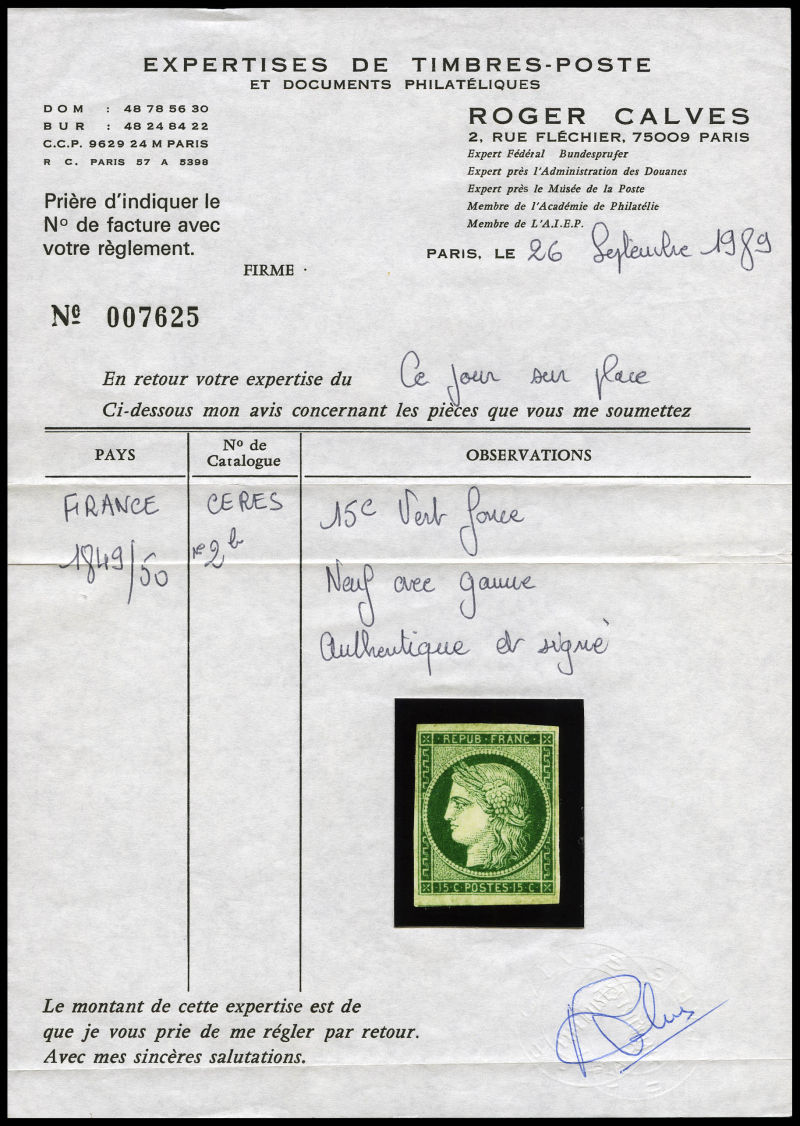 EXPERTISES DE TIMBRES-POSTE
ET DOCUMENTS PHILATÉLIQUES
DOM : 48 78 56 30
BUR : 48 24 84 22
C.C.P. 9629 24 M PARIS
R C. PARIS 57 A 5398
ROGER CALVES
2, RUE FLÉCHIER, 75009 PARIS
Expert Fédéral Bundesprufer
Expert près l'Administration des Douanes
Expert près le Musée de la Poste
Membre de l'Académie de Philatélie
Membre de L'A.I.E.P.
Prière d'indiquer le
Nº de facture avec
votre règlement.
PARIS, LE 26 Septembre 1989
FIRME .
Nº 007625
En retour votre expertise du Ce jour sur place
Ci-dessous mon avis concernant les pièces que vous me soumettez
PAYS
Nº de
Catalogue
OBSERVATIONS
FRANCE CERES 15c Vert fonce
1849/50 nº 2b Neuf avec gomme
Authentique et signé
REPUB. FRANC.
15.C POSTES 15.C
Le montant de cette expertise est de
que je vous prie de me régler par retour.
Avec mes sincères salutations.
Calves